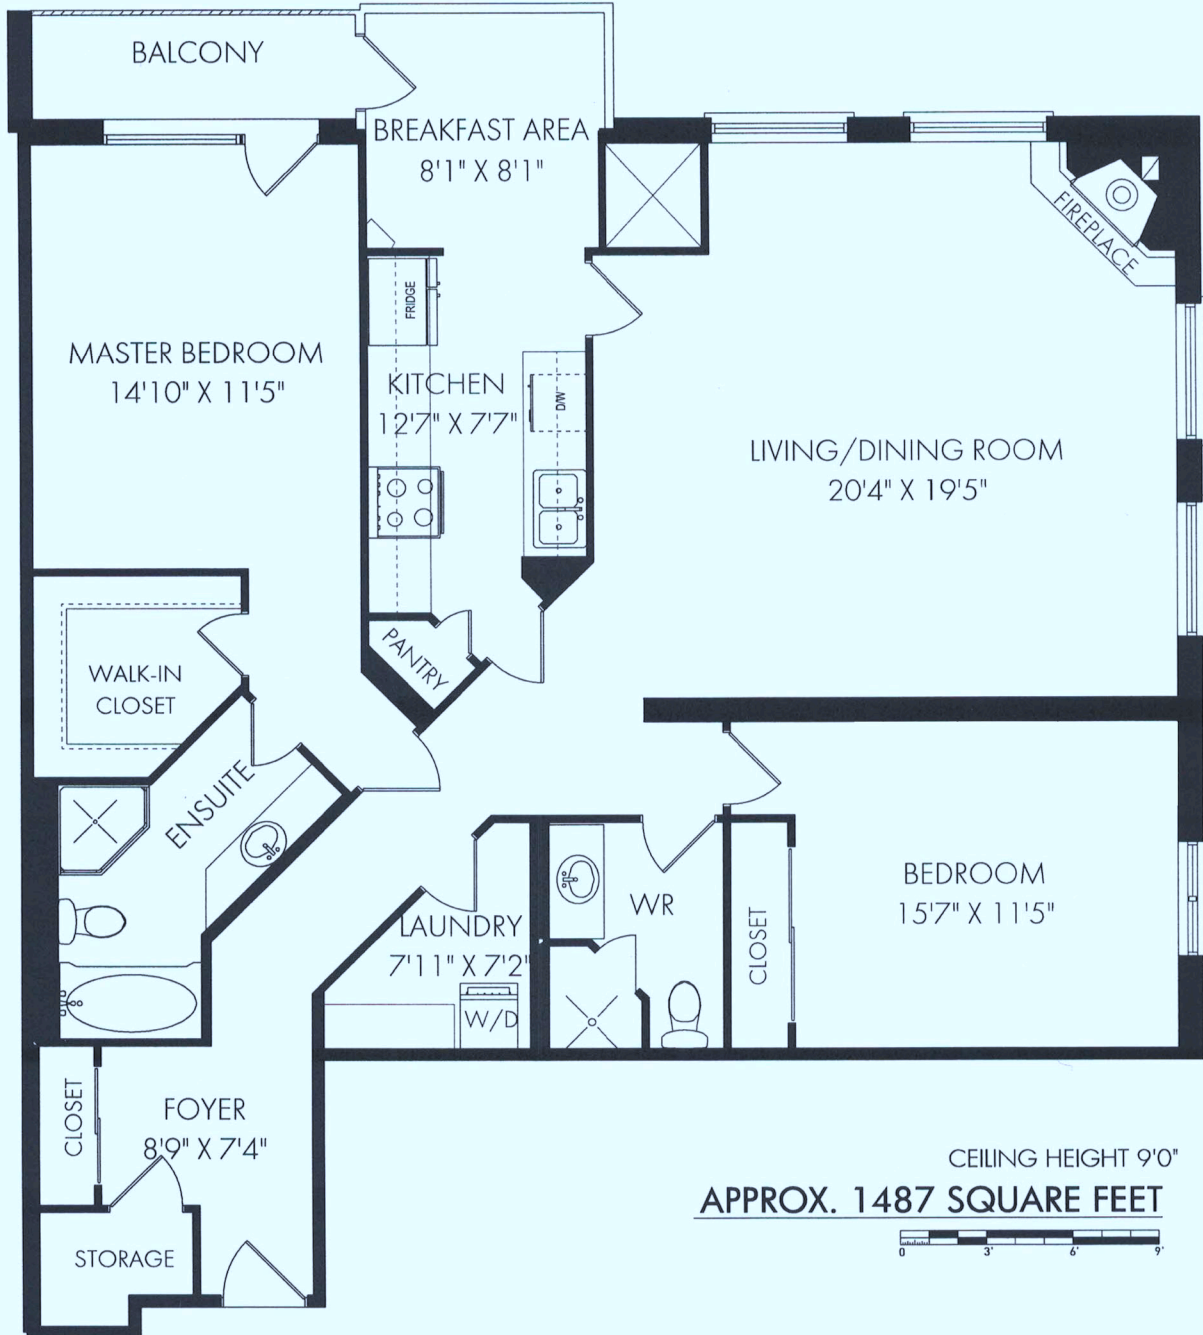 BALCONY
BREAKFAST AREA
8'1" X 8'1"
FIREPLACE
FRIDGE
MASTER BEDROOM
14'10" X 11'5"
KITCHEN
12'7" X 7'7"
D/W
LIVING/DINING ROOM
20'4" X 19'5"
PANTRY
WALK-IN
CLOSET
ENSUITE
BEDROOM
15'7" X 11'5"
WR
CLOSET
LAUNDRY
7'11" X 7'2"
W/D
CLOSET
FOYER
8'9" X 7'4"
STORAGE
CEILING HEIGHT 9'0"
APPROX. 1487 SQUARE FEET
0 3' 6' 9'